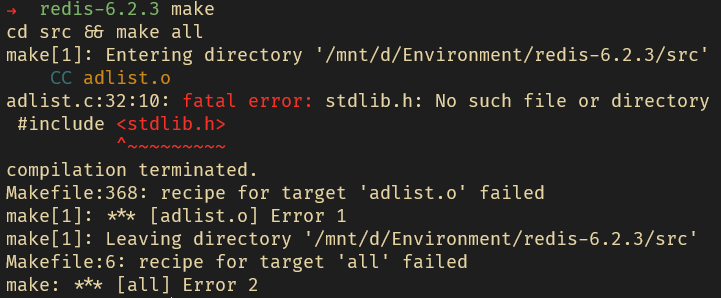 → redis-6.2.3 make
cd src && make all
make[1]: Entering directory '/mnt/d/Environment/redis-6.2.3/src'
    CC adlist.o
adlist.c:32:10: fatal error: stdlib.h: No such file or directory
 #include <stdlib.h>
          ^~~~~~~~~~
compilation terminated.
Makefile:368: recipe for target 'adlist.o' failed
make[1]: *** [adlist.o] Error 1
make[1]: Leaving directory '/mnt/d/Environment/redis-6.2.3/src'
Makefile:6: recipe for target 'all' failed
make: *** [all] Error 2